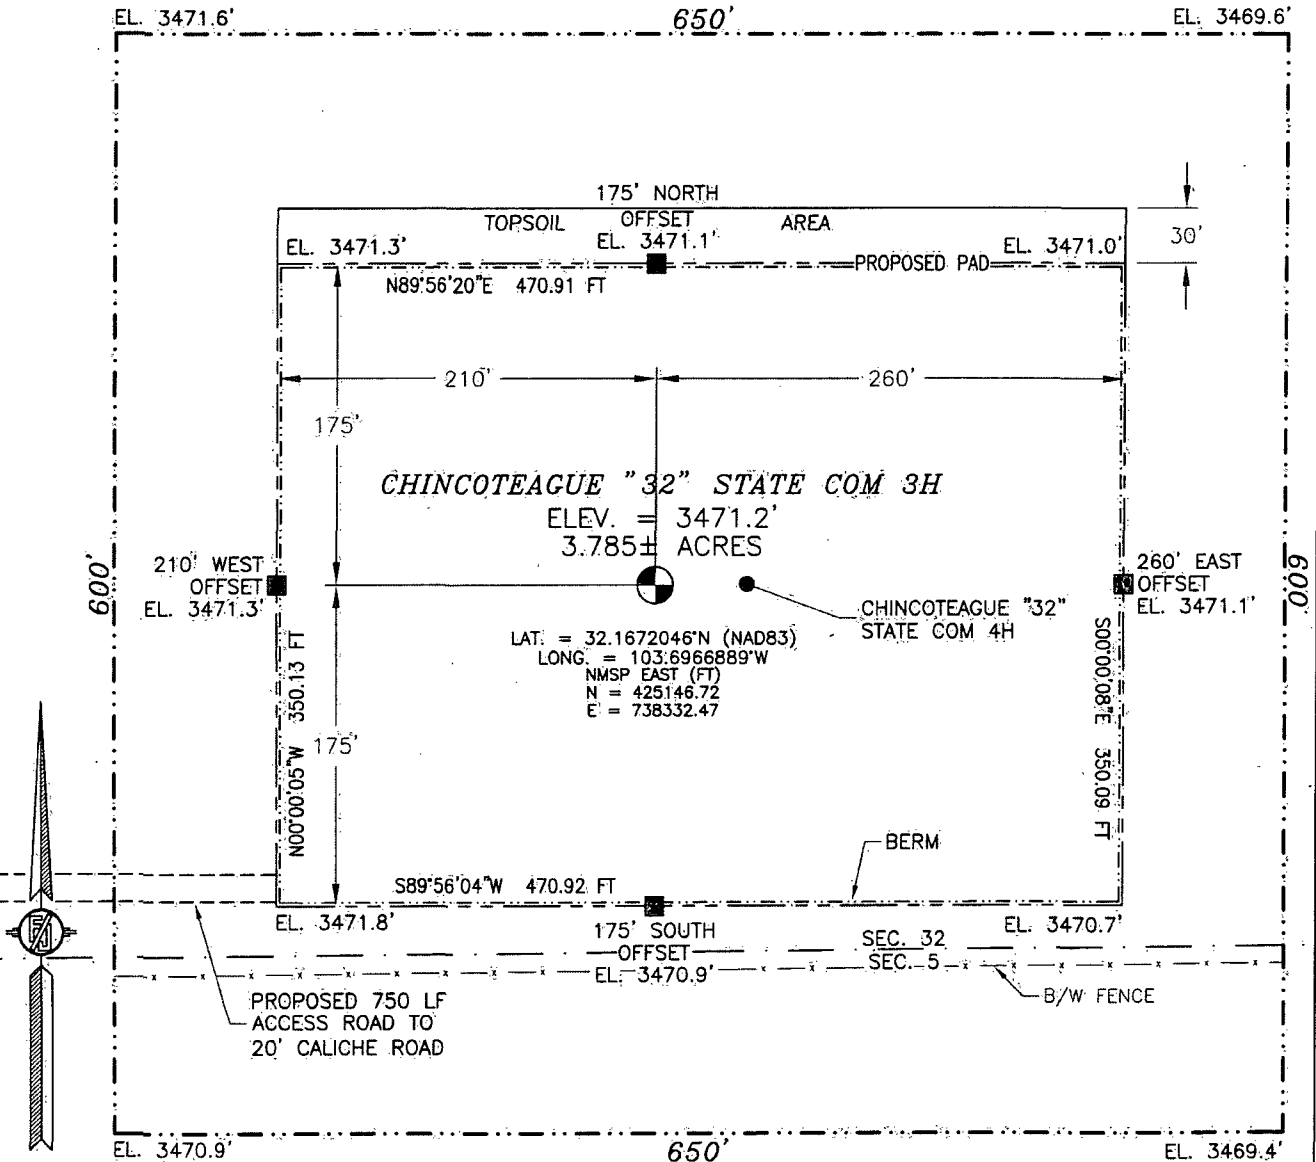 EL. 3471.6' 650' EL. 3469.6'
175' NORTH
TOPSOIL OFFSET AREA
EL. 3471.3' EL. 3471.1' EL. 3471.0'
30'
PROPOSED PAD
N89°56'20"E 470.91 FT
210' 260'
175'
CHINCOTEAGUE "32" STATE COM 3H
ELEV. = 3471.2'
3.785± ACRES
600'
210' WEST
OFFSET
EL. 3471.3'
260' EAST
OFFSET
EL. 3471.1'
600'
CHINCOTEAGUE "32"
STATE COM 4H
LAT. = 32.1672046°N (NAD83)
LONG. = 103.6966889°W
NMSP EAST (FT)
N = 425146.72
E = 738332.47
N00°00'05"W 350.13 FT
175'
S00°00'08"E 350.09 FT
BERM
S89°56'04"W 470.92 FT
EL. 3471.8'
175' SOUTH
OFFSET
EL. 3470.9'
EL. 3470.7'
SEC. 32
SEC. 5
B/W FENCE
PROPOSED 750 LF
ACCESS ROAD TO
20' CALICHE ROAD
EL. 3470.9' 650' EL. 3469.4'